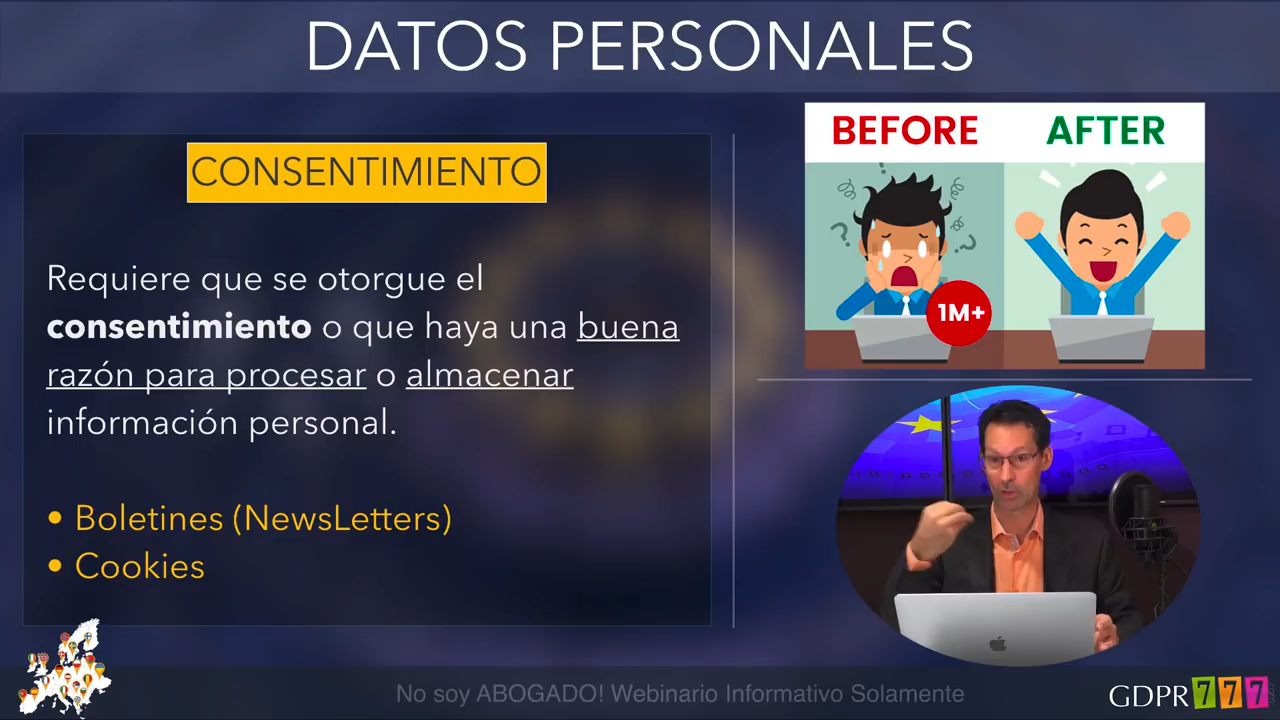 DATOS PERSONALES
CONSENTIMIENTO
Requiere que se otorgue el
consentimiento o que haya una buena
razón para procesar o almacenar
información personal.
• Boletines (NewsLetters)
• Cookies
BEFORE AFTER
1M+
No soy ABOGADO! Webinario Informativo Solamente
GDPR777